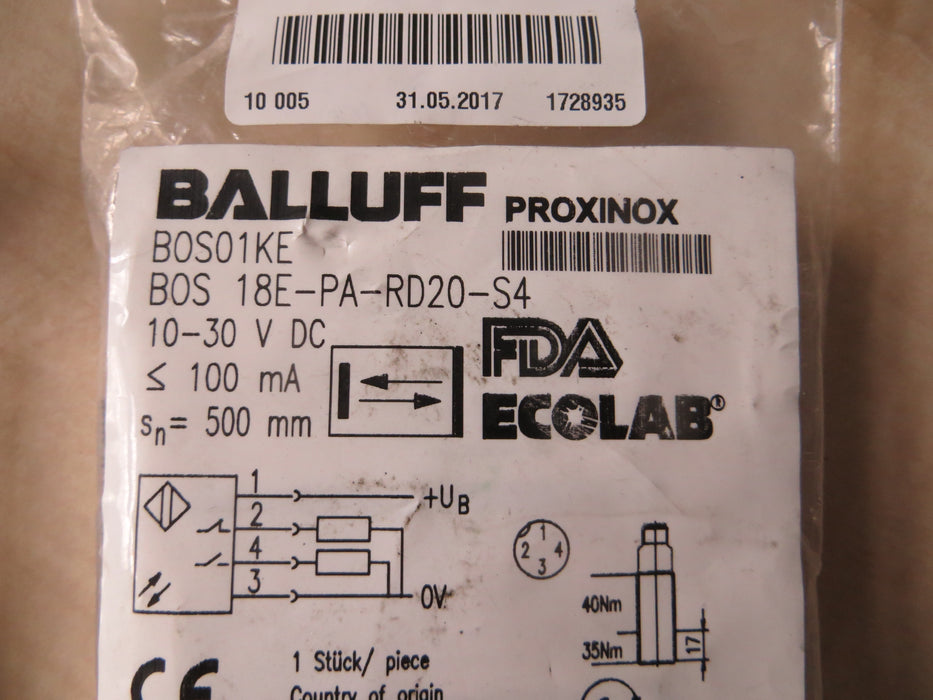 10 005 31.05.2017 1728935
BALLUFF PROXINOX
BOS01KE
BOS 18E-PA-RD20-S4
10-30 V DC
≤ 100 mA
sn= 500 mm
FDA
ECOLAB®
1 +UB
2
4
3 0V
1
2 4
3
40Nm
35Nm 17
CE
1 Stück/ piece
Country of origin